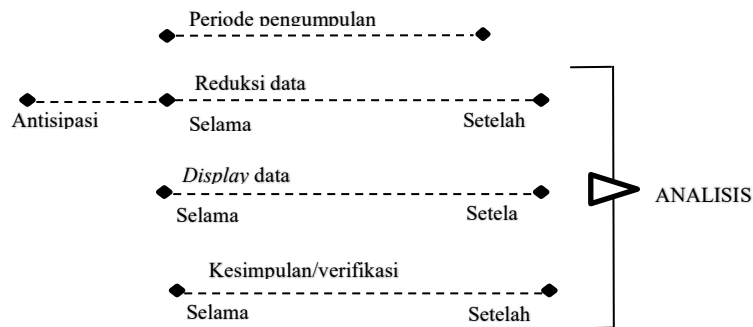 Periode pengumpulan
Reduksi data
Antisipasi
Selama
Setelah
Display data
Selama
Setela
ANALISIS
Kesimpulan/verifikasi
Selama
Setelah